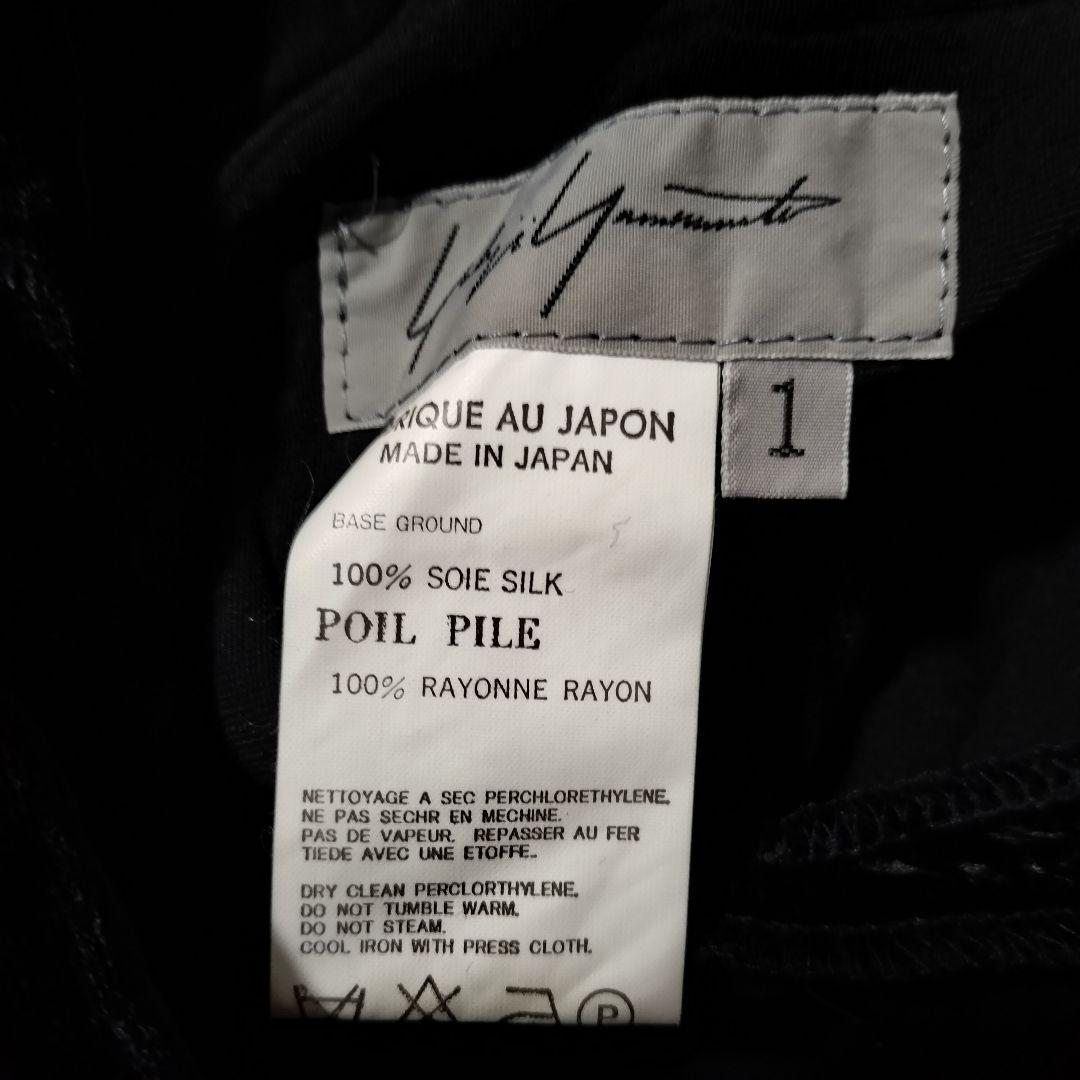 Yohji Yamamoto
RIQUE AU JAPON
MADE IN JAPAN
1
BASE GROUND
100% SOIE SILK
POIL PILE
100% RAYONNE RAYON
NETTOYAGE A SEC PERCHLORETHYLENE.
NE PAS SECHR EN MECHINE.
PAS DE VAPEUR. REPASSER AU FER
TIEDE AVEC UNE ETOFFE.
DRY CLEAN PERCLORTHYLENE.
DO NOT TUMBLE WARM.
DO NOT STEAM.
COOL IRON WITH PRESS CLOTH.
P